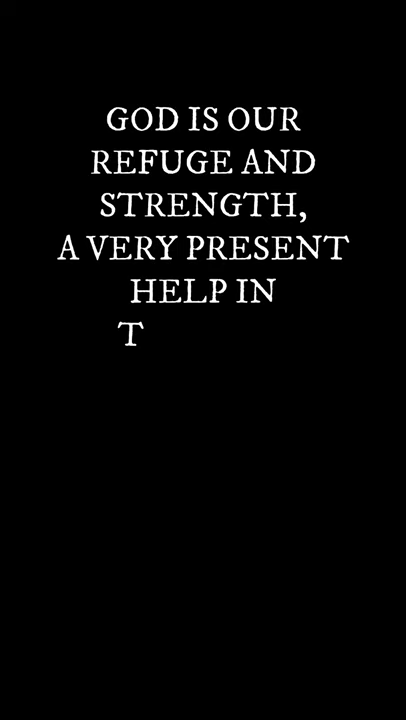 GOD IS OUR
REFUGE AND
STRENGTH,
A VERY PRESENT
HELP IN
T